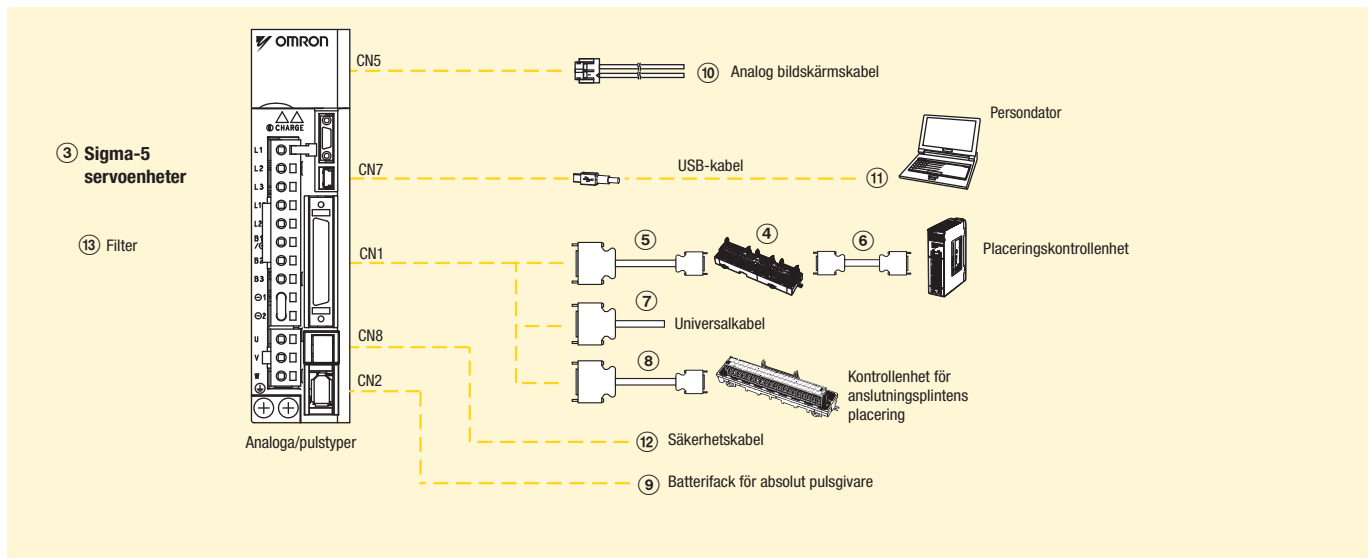 OMRON
CN5
⑩ Analog bildskärmskabel
Persondator
CHARGE
③ Sigma-5
servoenheter
L1
L2
L3
CN7
USB-kabel
⑪
L1
L2
⑬ Filter
B1
B2
B3
⊖1
⊖2
CN1
⑤
④
⑥
Placeringskontrollenhet
⑦
Universalkabel
U
V
W
CN8
CN2
⑧
Kontrollenhet för
anslutningsplintens
placering
Analoga/pulstyper
⑫ Säkerhetskabel
⑨ Batterifack för absolut pulsgivare